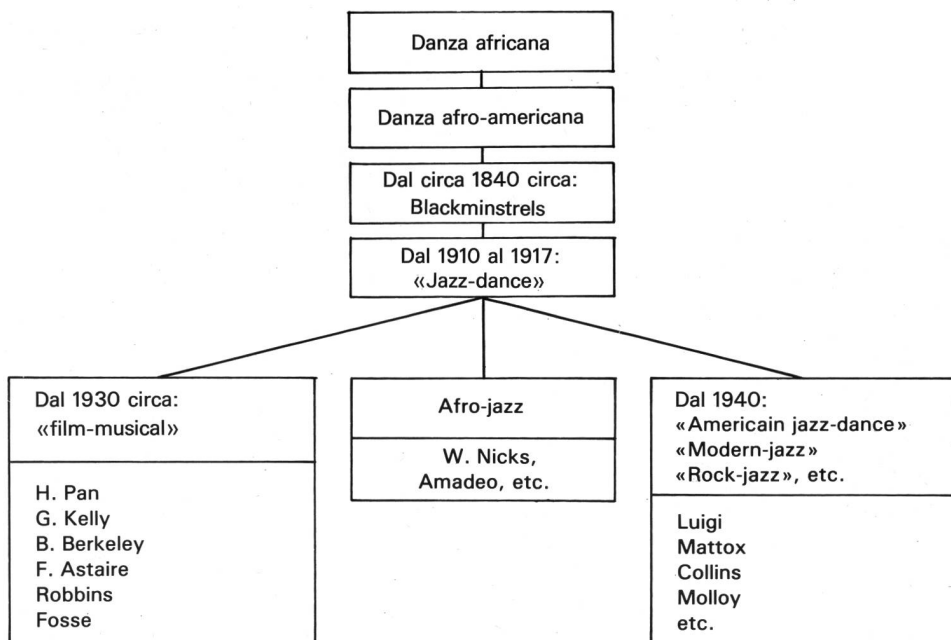 Danza africana
Danza afro-americana
Dal circa 1840 circa:
Blackminstrels
Dal 1910 al 1917:
«Jazz-dance»
Dal 1930 circa:
«film-musical»
H. Pan
G. Kelly
B. Berkeley
F. Astaire
Robbins
Fosse
Afro-jazz
W. Nicks,
Amadeo, etc.
Dal 1940:
«Americain jazz-dance»
«Modern-jazz»
«Rock-jazz», etc.
Luigi
Mattox
Collins
Molloy
etc.